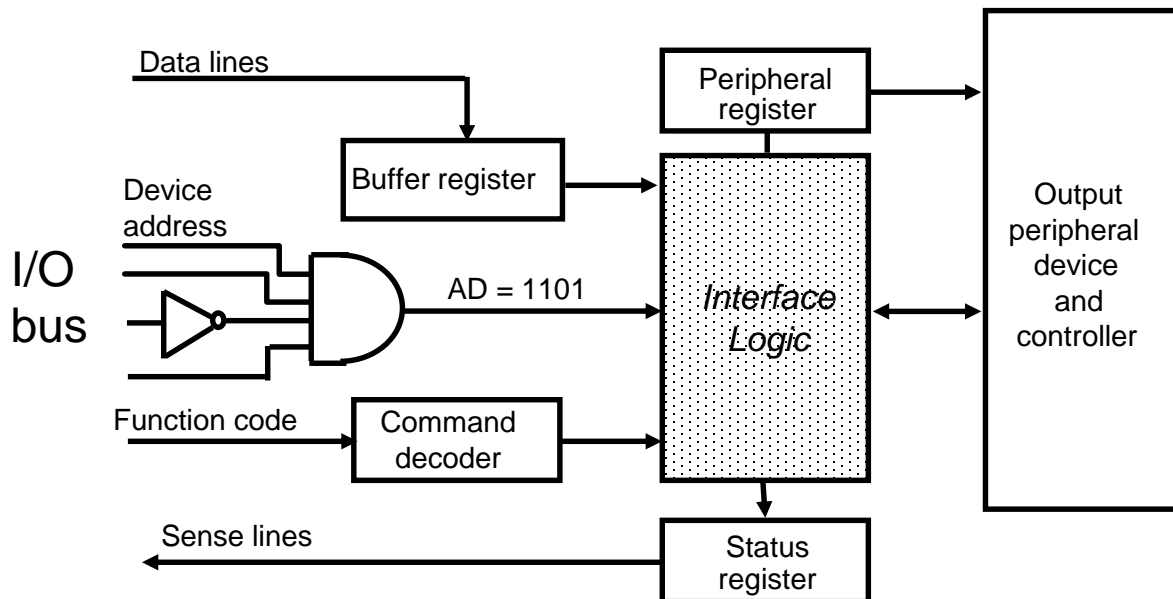 Data lines
Peripheral
register
Buffer register
Device
address
I/O
bus
AD = 1101
Interface
Logic
Output
peripheral
device
and
controller
Function code
Command
decoder
Sense lines
Status
register